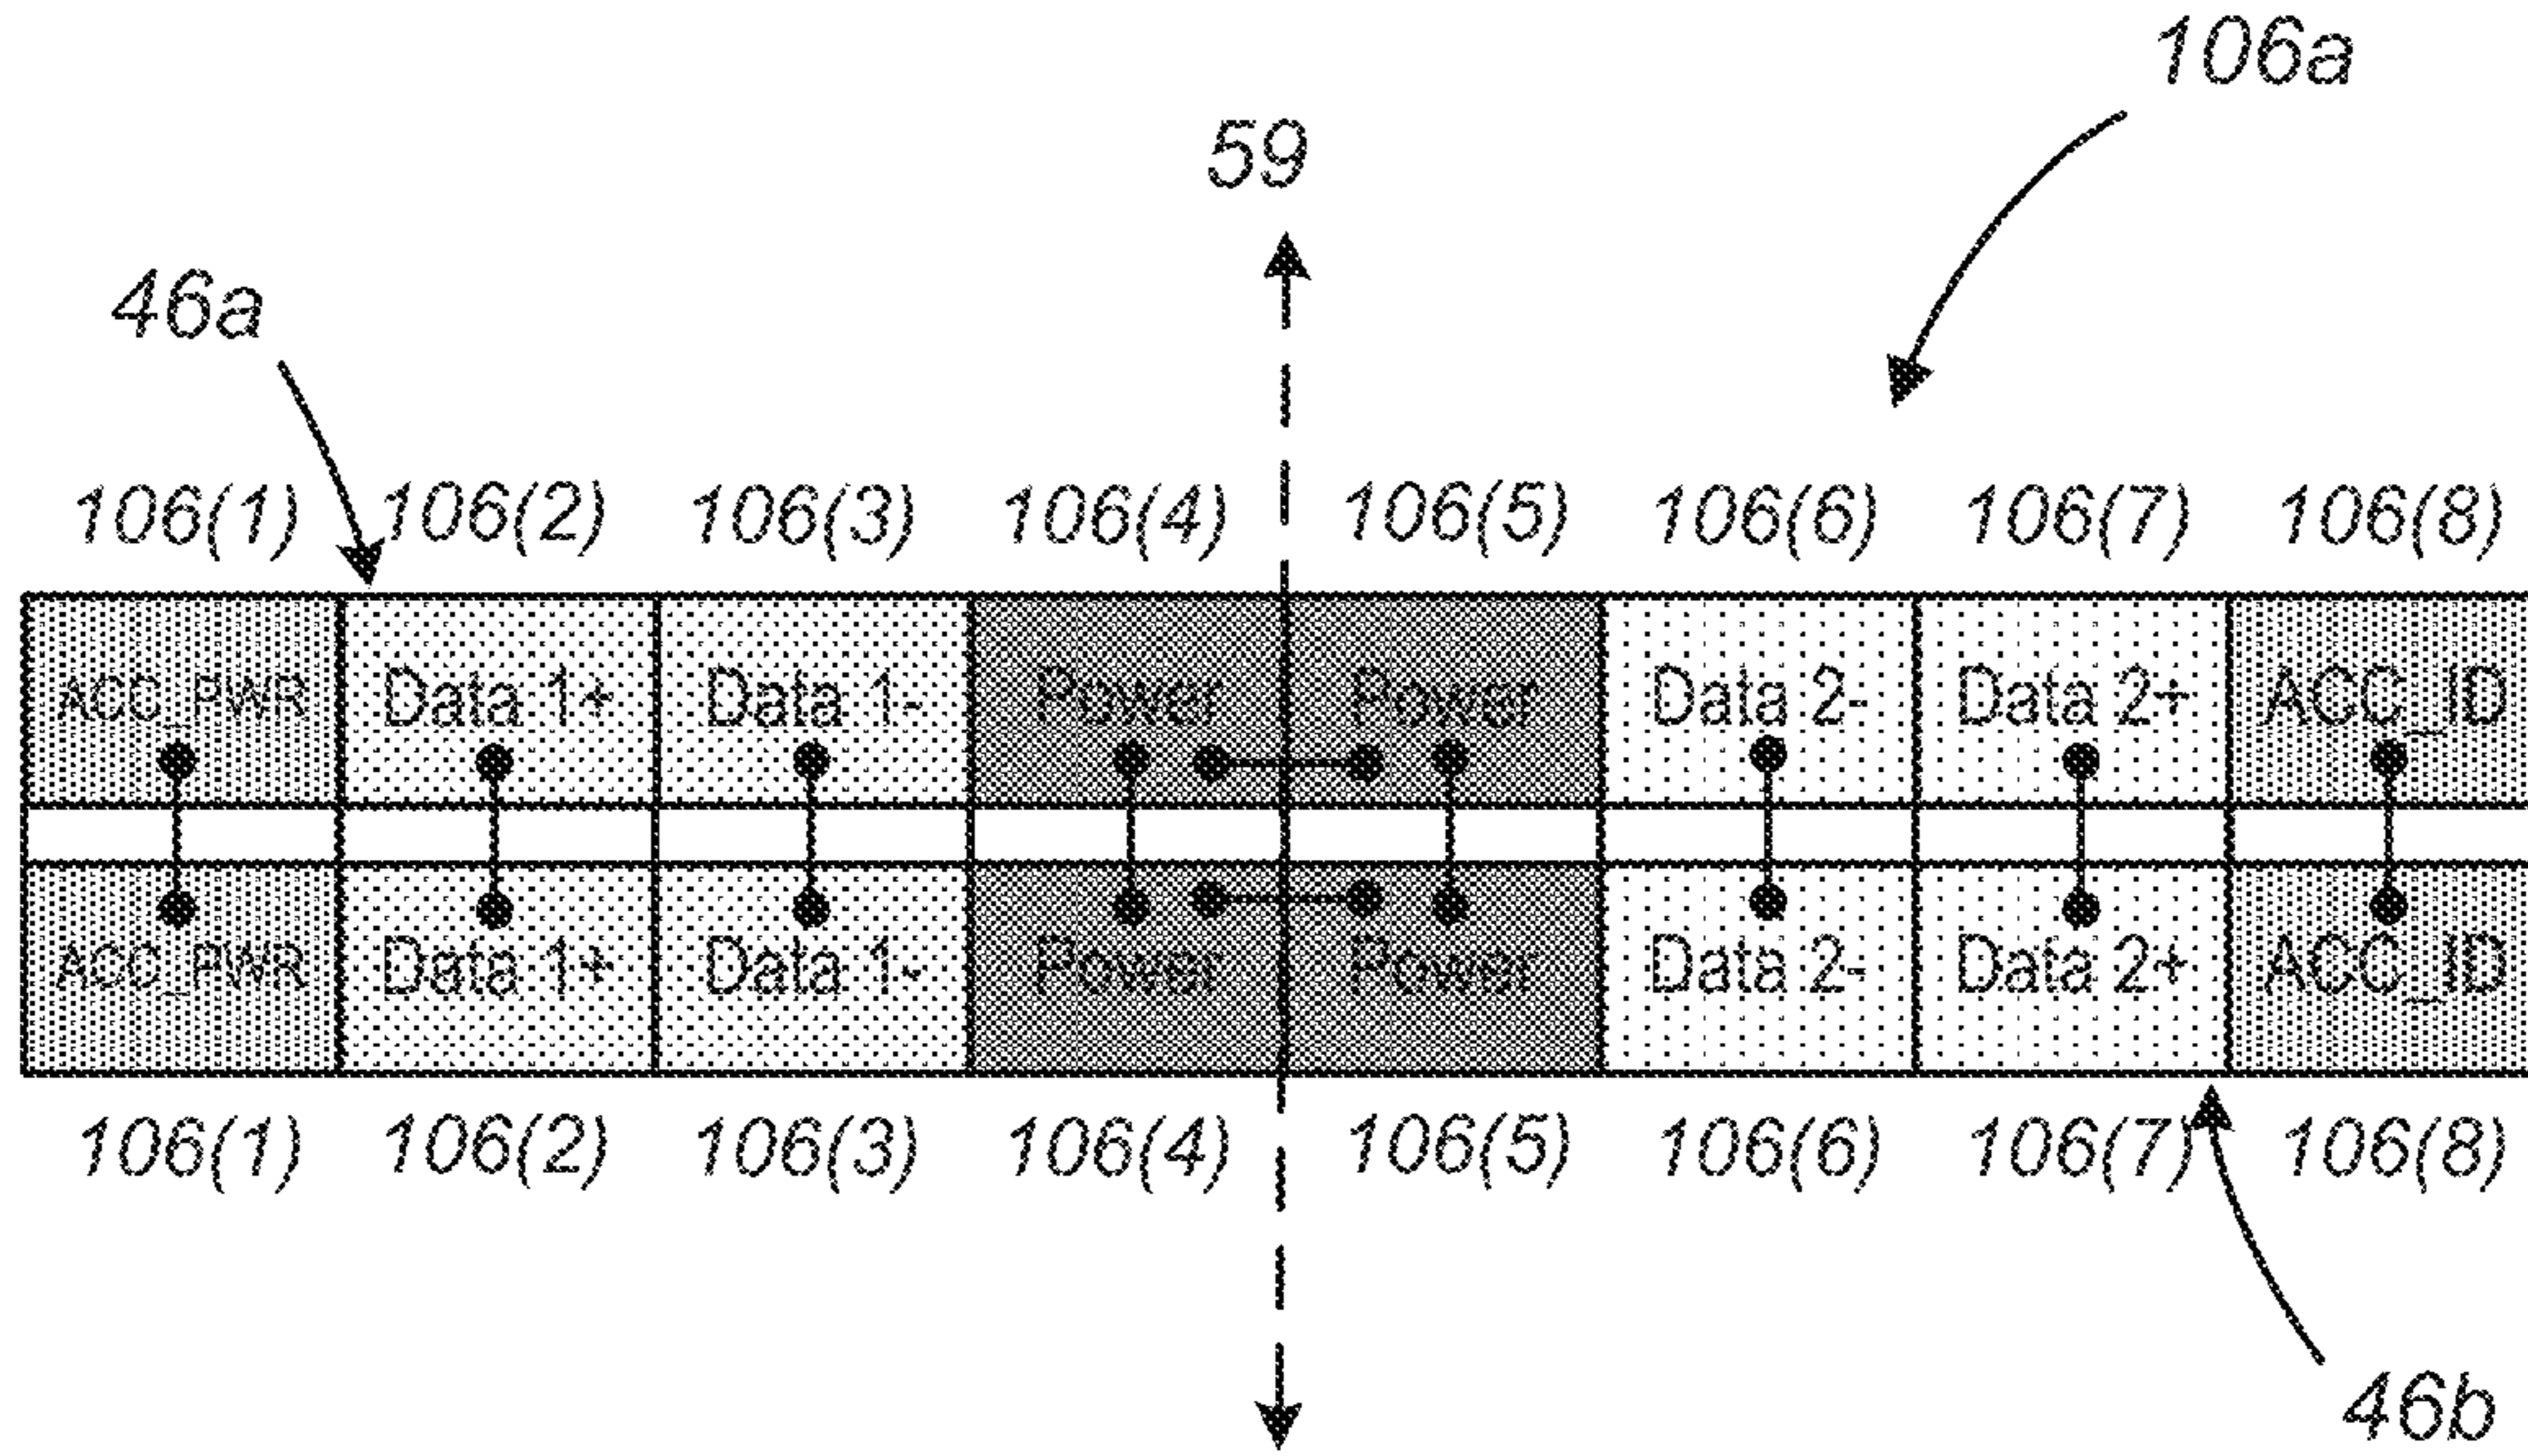 106a
59
46a
106(1) 106(2) 106(3) 106(4) 106(5) 106(6) 106(7) 106(8)
ACC_PWR Data 1+ Data 1- Power Power Data 2- Data 2+ ACC_ID
ACC_PWR Data 1+ Data 1- Power Power Data 2- Data 2+ ACC_ID
106(1) 106(2) 106(3) 106(4) 106(5) 106(6) 106(7) 106(8)
46b